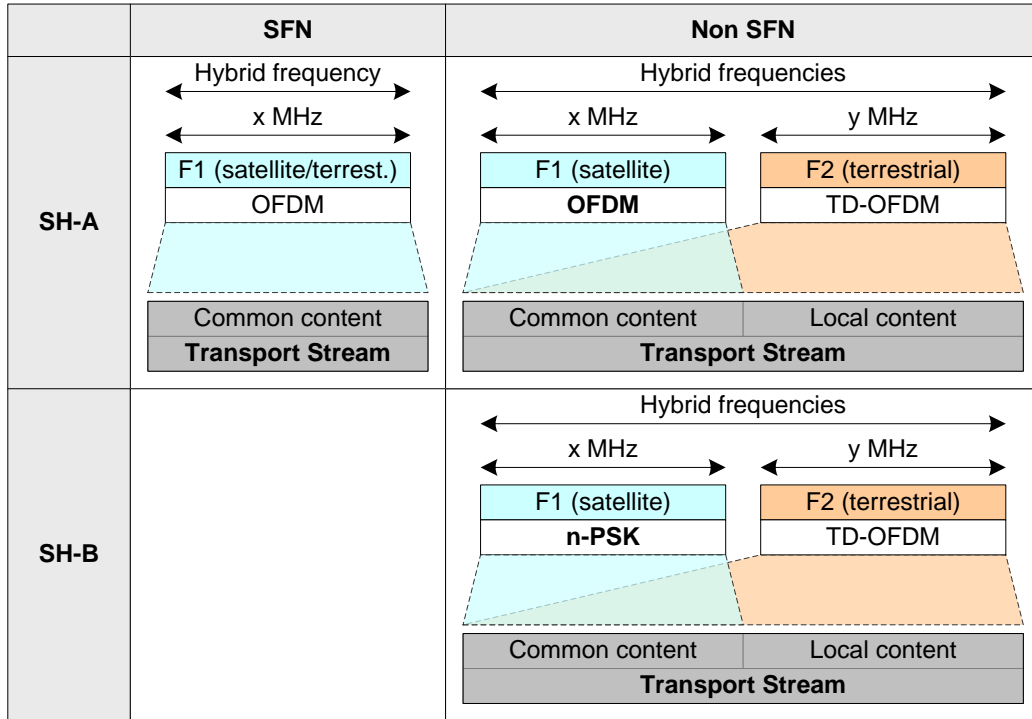 SFN
Non SFN
SH-A
Hybrid frequency
x MHz
F1 (satellite/terrest.)
OFDM
Common content
Transport Stream
Hybrid frequencies
x MHz
y MHz
F1 (satellite)
F2 (terrestrial)
OFDM
TD-OFDM
Common content
Local content
Transport Stream
SH-B
Hybrid frequencies
x MHz
y MHz
F1 (satellite)
F2 (terrestrial)
n-PSK
TD-OFDM
Common content
Local content
Transport Stream